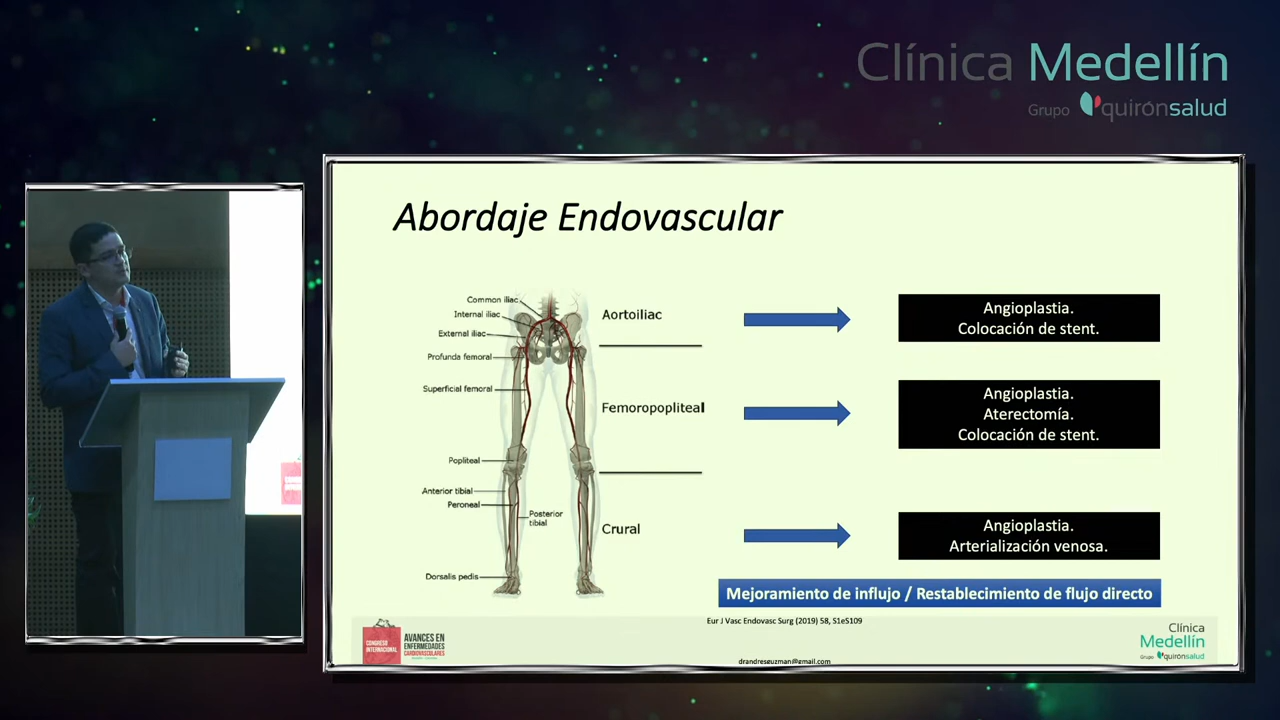 Clínica Medellín
Grupo quirónsalud
Abordaje Endovascular
Common iliac
Internal iliac
External iliac
Profunda femoral
Superficial femoral
Popliteal
Anterior tibial
Peroneal
Posterior
tibial
Dorsalis pedis
Aortoiliac
Femoropopliteal
Crural
Angioplastia.
Colocación de stent.
Angioplastia.
Aterectomía.
Colocación de stent.
Angioplastia.
Arterialización venosa.
Mejoramiento de influjo / Restablecimiento de flujo directo
Eur J Vasc Endovasc Surg (2019) 58, S1eS109
drandresguzman@gmail.com
CONGRESO
INTERNACIONAL
AVANCES EN
ENFERMEDADES
CARDIOVASCULARES
Clínica
Medellín
Grupo quirónsalud